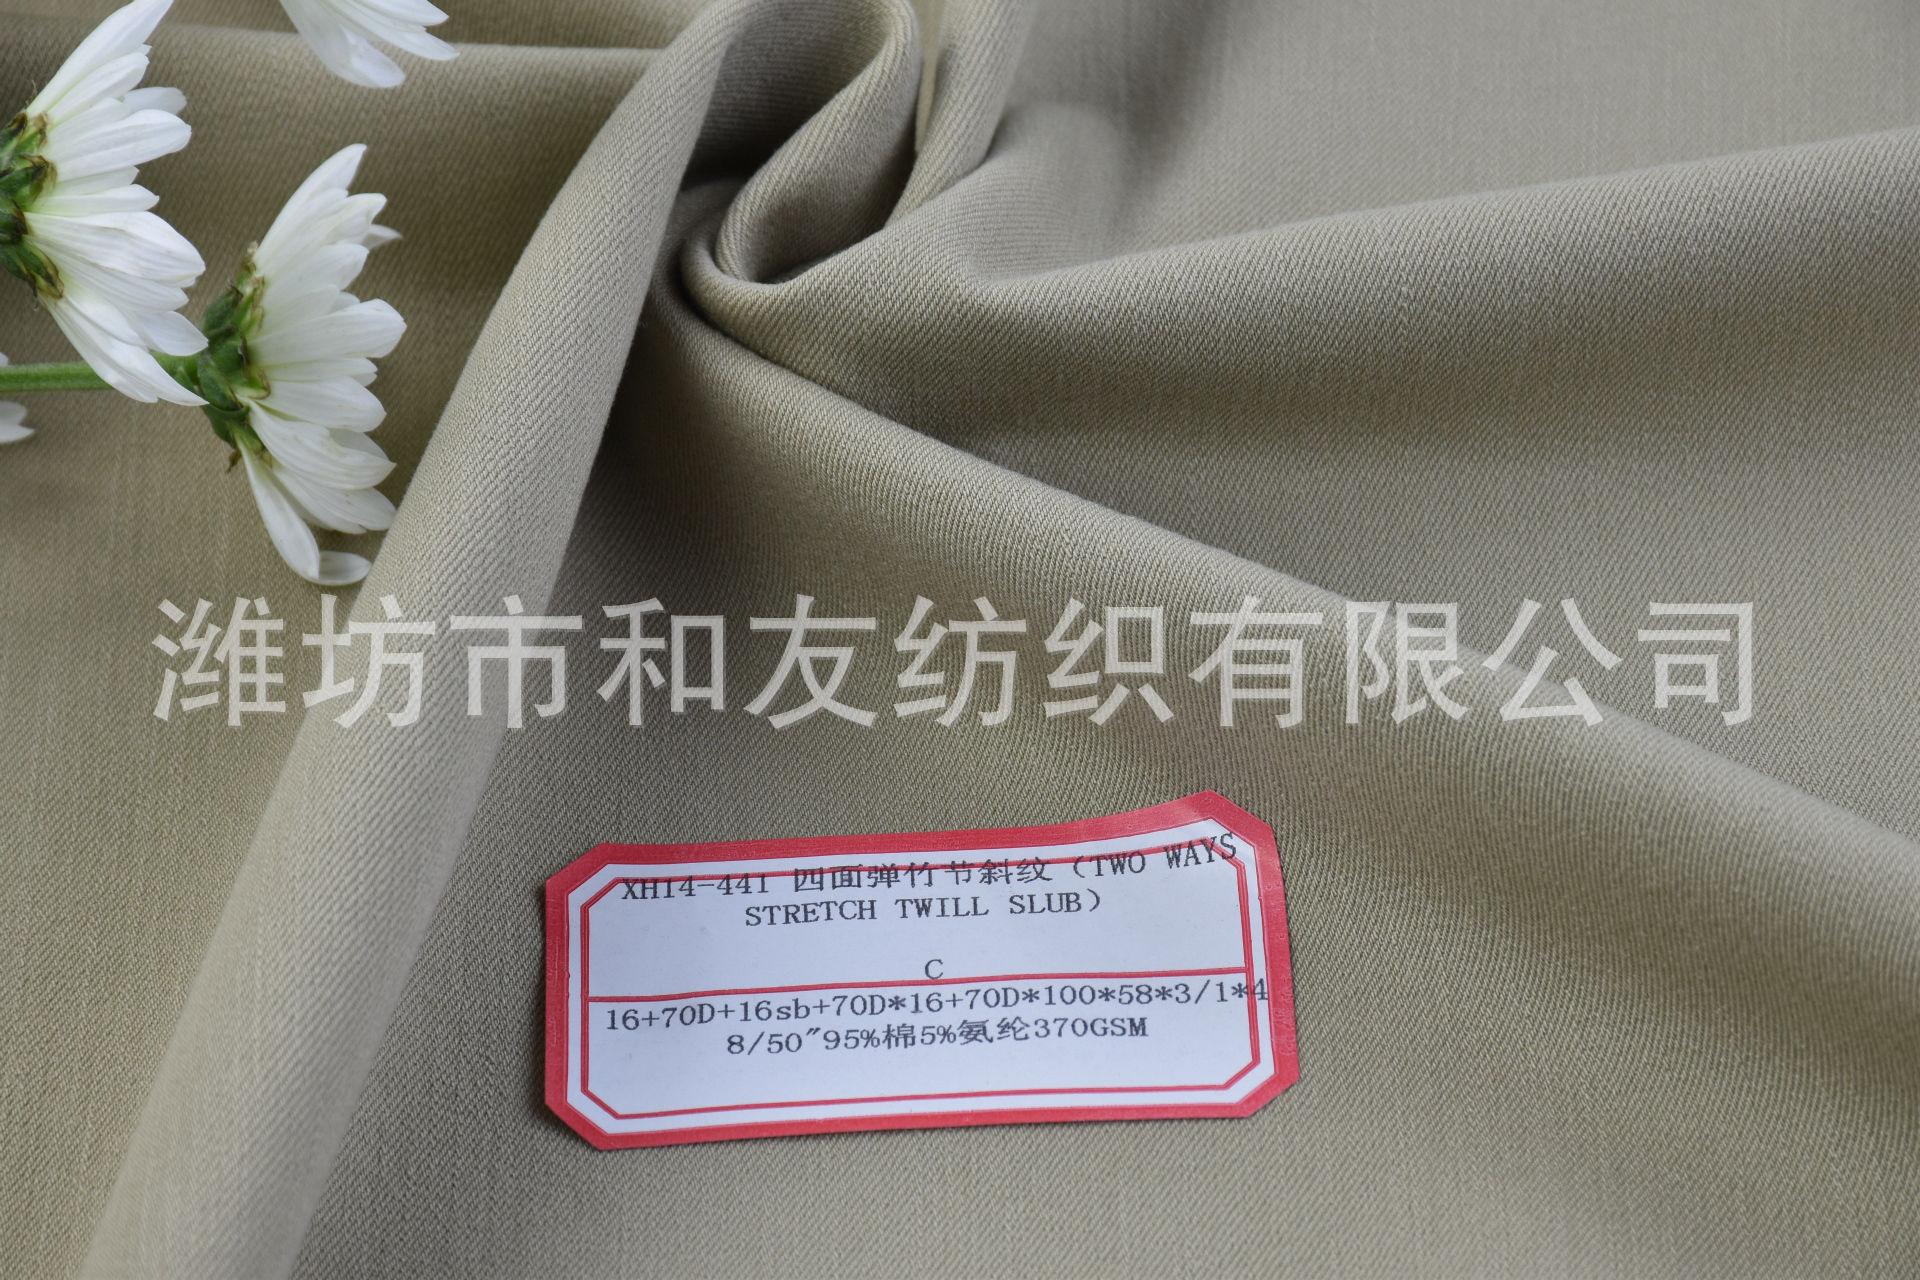 潍坊市和友纺织有限公司
XH14-441 四面弹竹节斜纹（TWO WAYS
STRETCH TWILL SLUB）
C
16+70D+16sb+70D*16+70D*100*58*3/1*4
8/50″95%棉5%氨纶370GSM